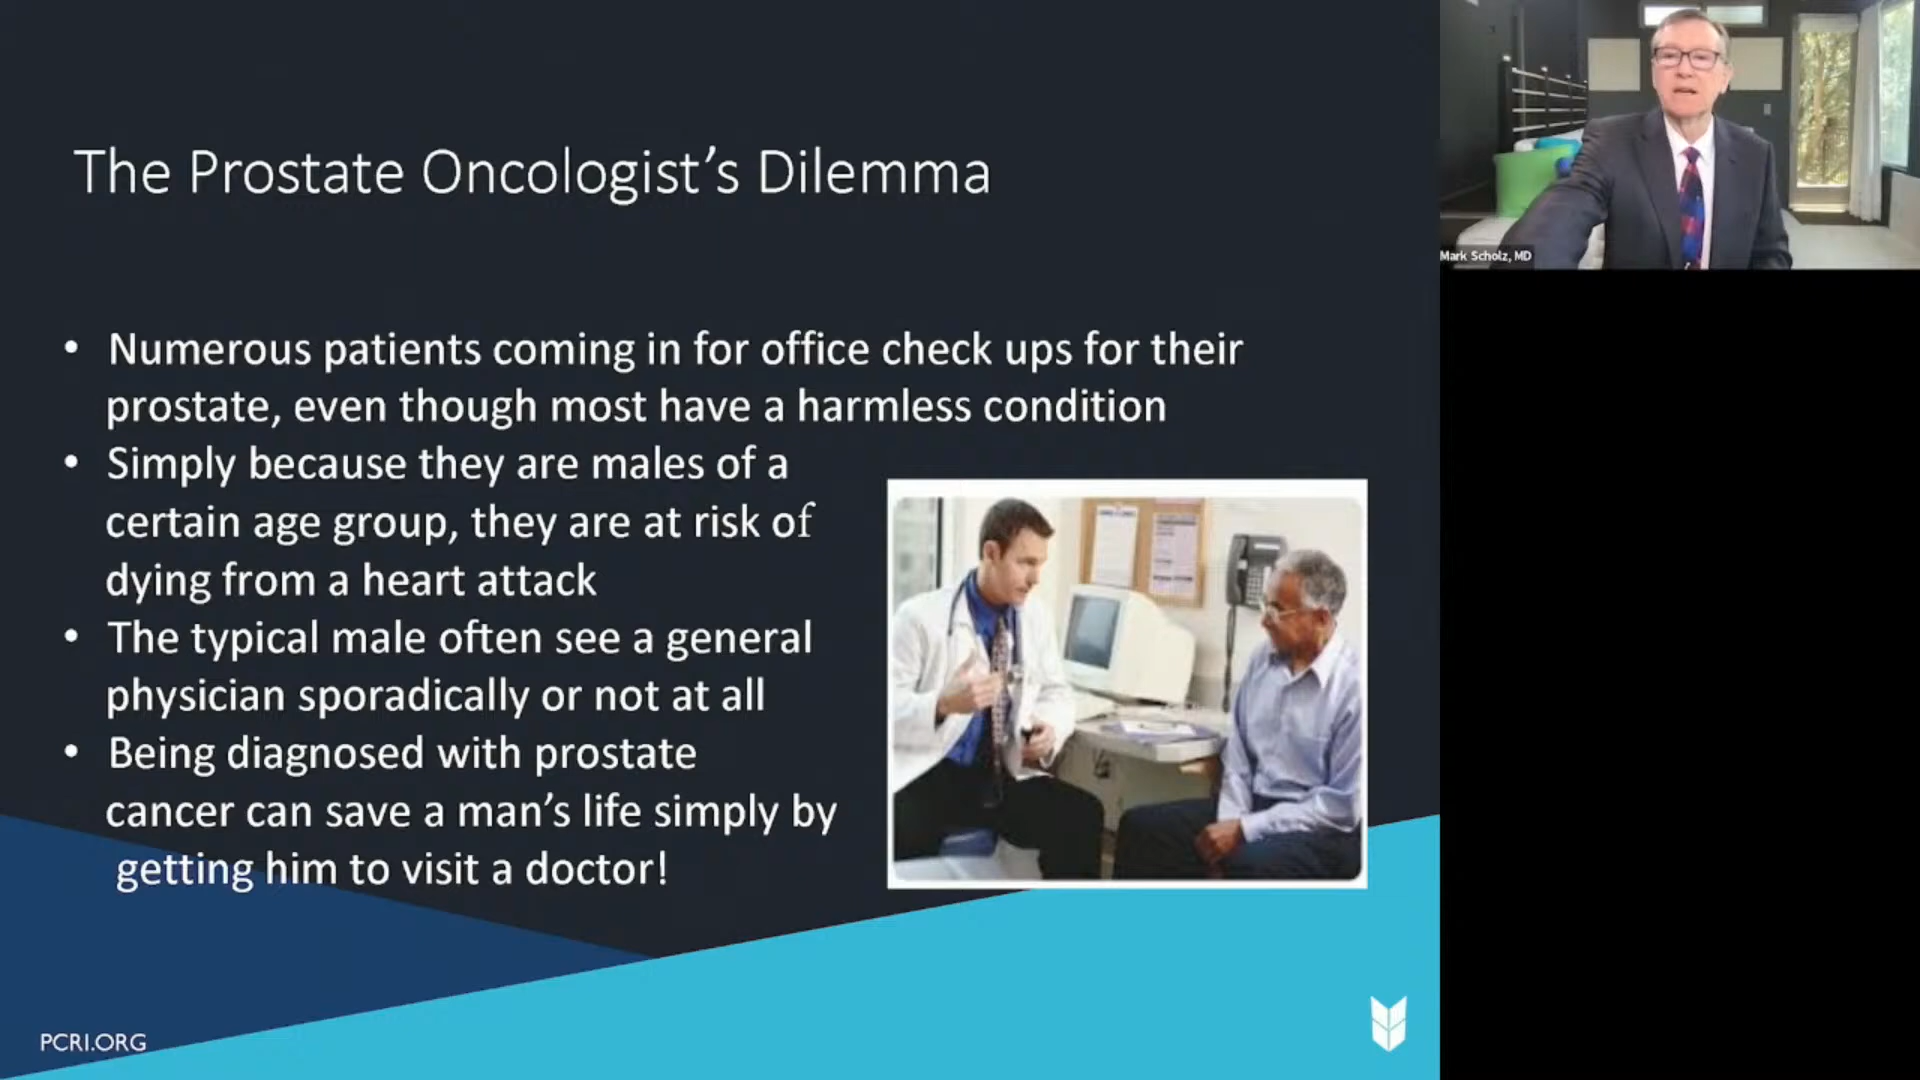 The Prostate Oncologist’s Dilemma
• Numerous patients coming in for office check ups for their
prostate, even though most have a harmless condition
• Simply because they are males of a
certain age group, they are at risk of
dying from a heart attack
• The typical male often see a general
physician sporadically or not at all
• Being diagnosed with prostate
cancer can save a man’s life simply by
getting him to visit a doctor!
PCRI.ORG
Mark Scholz, MD